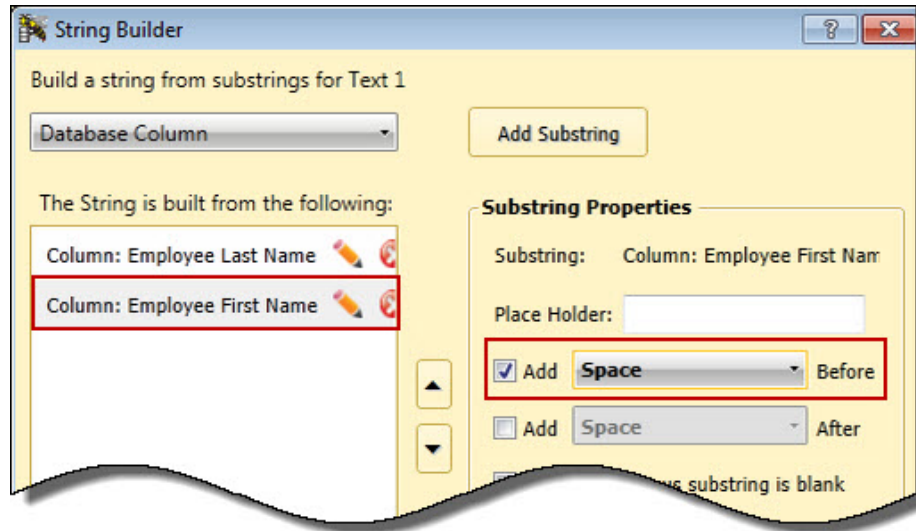 String Builder
Build a string from substrings for Text 1
Database Column
Add Substring
The String is built from the following:
Column: Employee Last Name
Column: Employee First Name
Substring Properties
Substring: Column: Employee First Nam
Place Holder:
Add Space Before
Add Space After
substring is blank